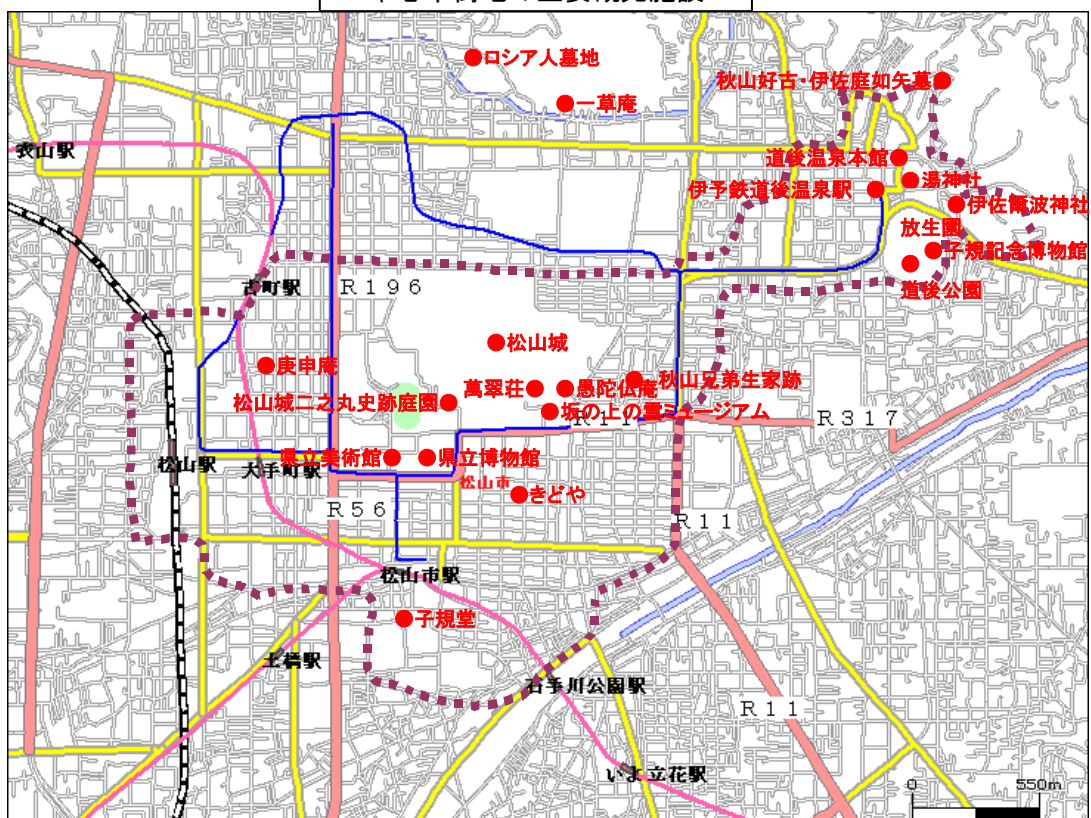 ロシア人墓地
秋山好古・伊佐庭如矢墓
一草庵
衣山駅
道後温泉本館
湯神社
伊予鉄道後温泉駅
伊佐爾波神社
放生園
子規記念博物館
道後公園
古町駅
R196
松山城
庚申庵
秋山兄弟生家跡
萬翠荘
愚陀仏庵
松山城二之丸史跡庭園
坂の上の雲ミュージアム
R11
R317
松山駅
大手町駅
県立美術館
県立博物館
松山市
きどや
R56
R11
松山市駅
子規堂
土橋駅
石手川公園駅
R11
いよ立花駅
0
550m